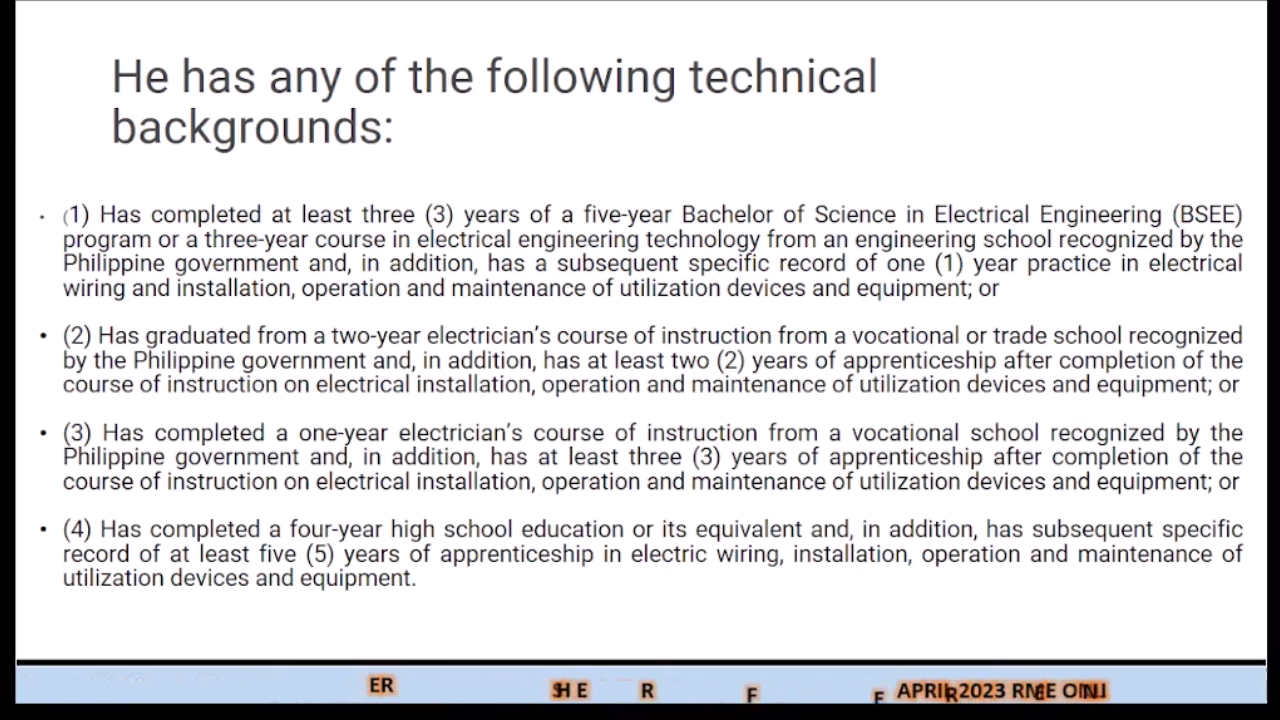 He has any of the following technical
backgrounds:
• (1) Has completed at least three (3) years of a five-year Bachelor of Science in Electrical Engineering (BSEE)
program or a three-year course in electrical engineering technology from an engineering school recognized by the
Philippine government and, in addition, has a subsequent specific record of one (1) year practice in electrical
wiring and installation, operation and maintenance of utilization devices and equipment; or
• (2) Has graduated from a two-year electrician's course of instruction from a vocational or trade school recognized
by the Philippine government and, in addition, has at least two (2) years of apprenticeship after completion of the
course of instruction on electrical installation, operation and maintenance of utilization devices and equipment; or
• (3) Has completed a one-year electrician's course of instruction from a vocational school recognized by the
Philippine government and, in addition, has at least three (3) years of apprenticeship after completion of the
course of instruction on electrical installation, operation and maintenance of utilization devices and equipment; or
• (4) Has completed a four-year high school education or its equivalent and, in addition, has subsequent specific
record of at least five (5) years of apprenticeship in electric wiring, installation, operation and maintenance of
utilization devices and equipment.
ER HE R F F 2023